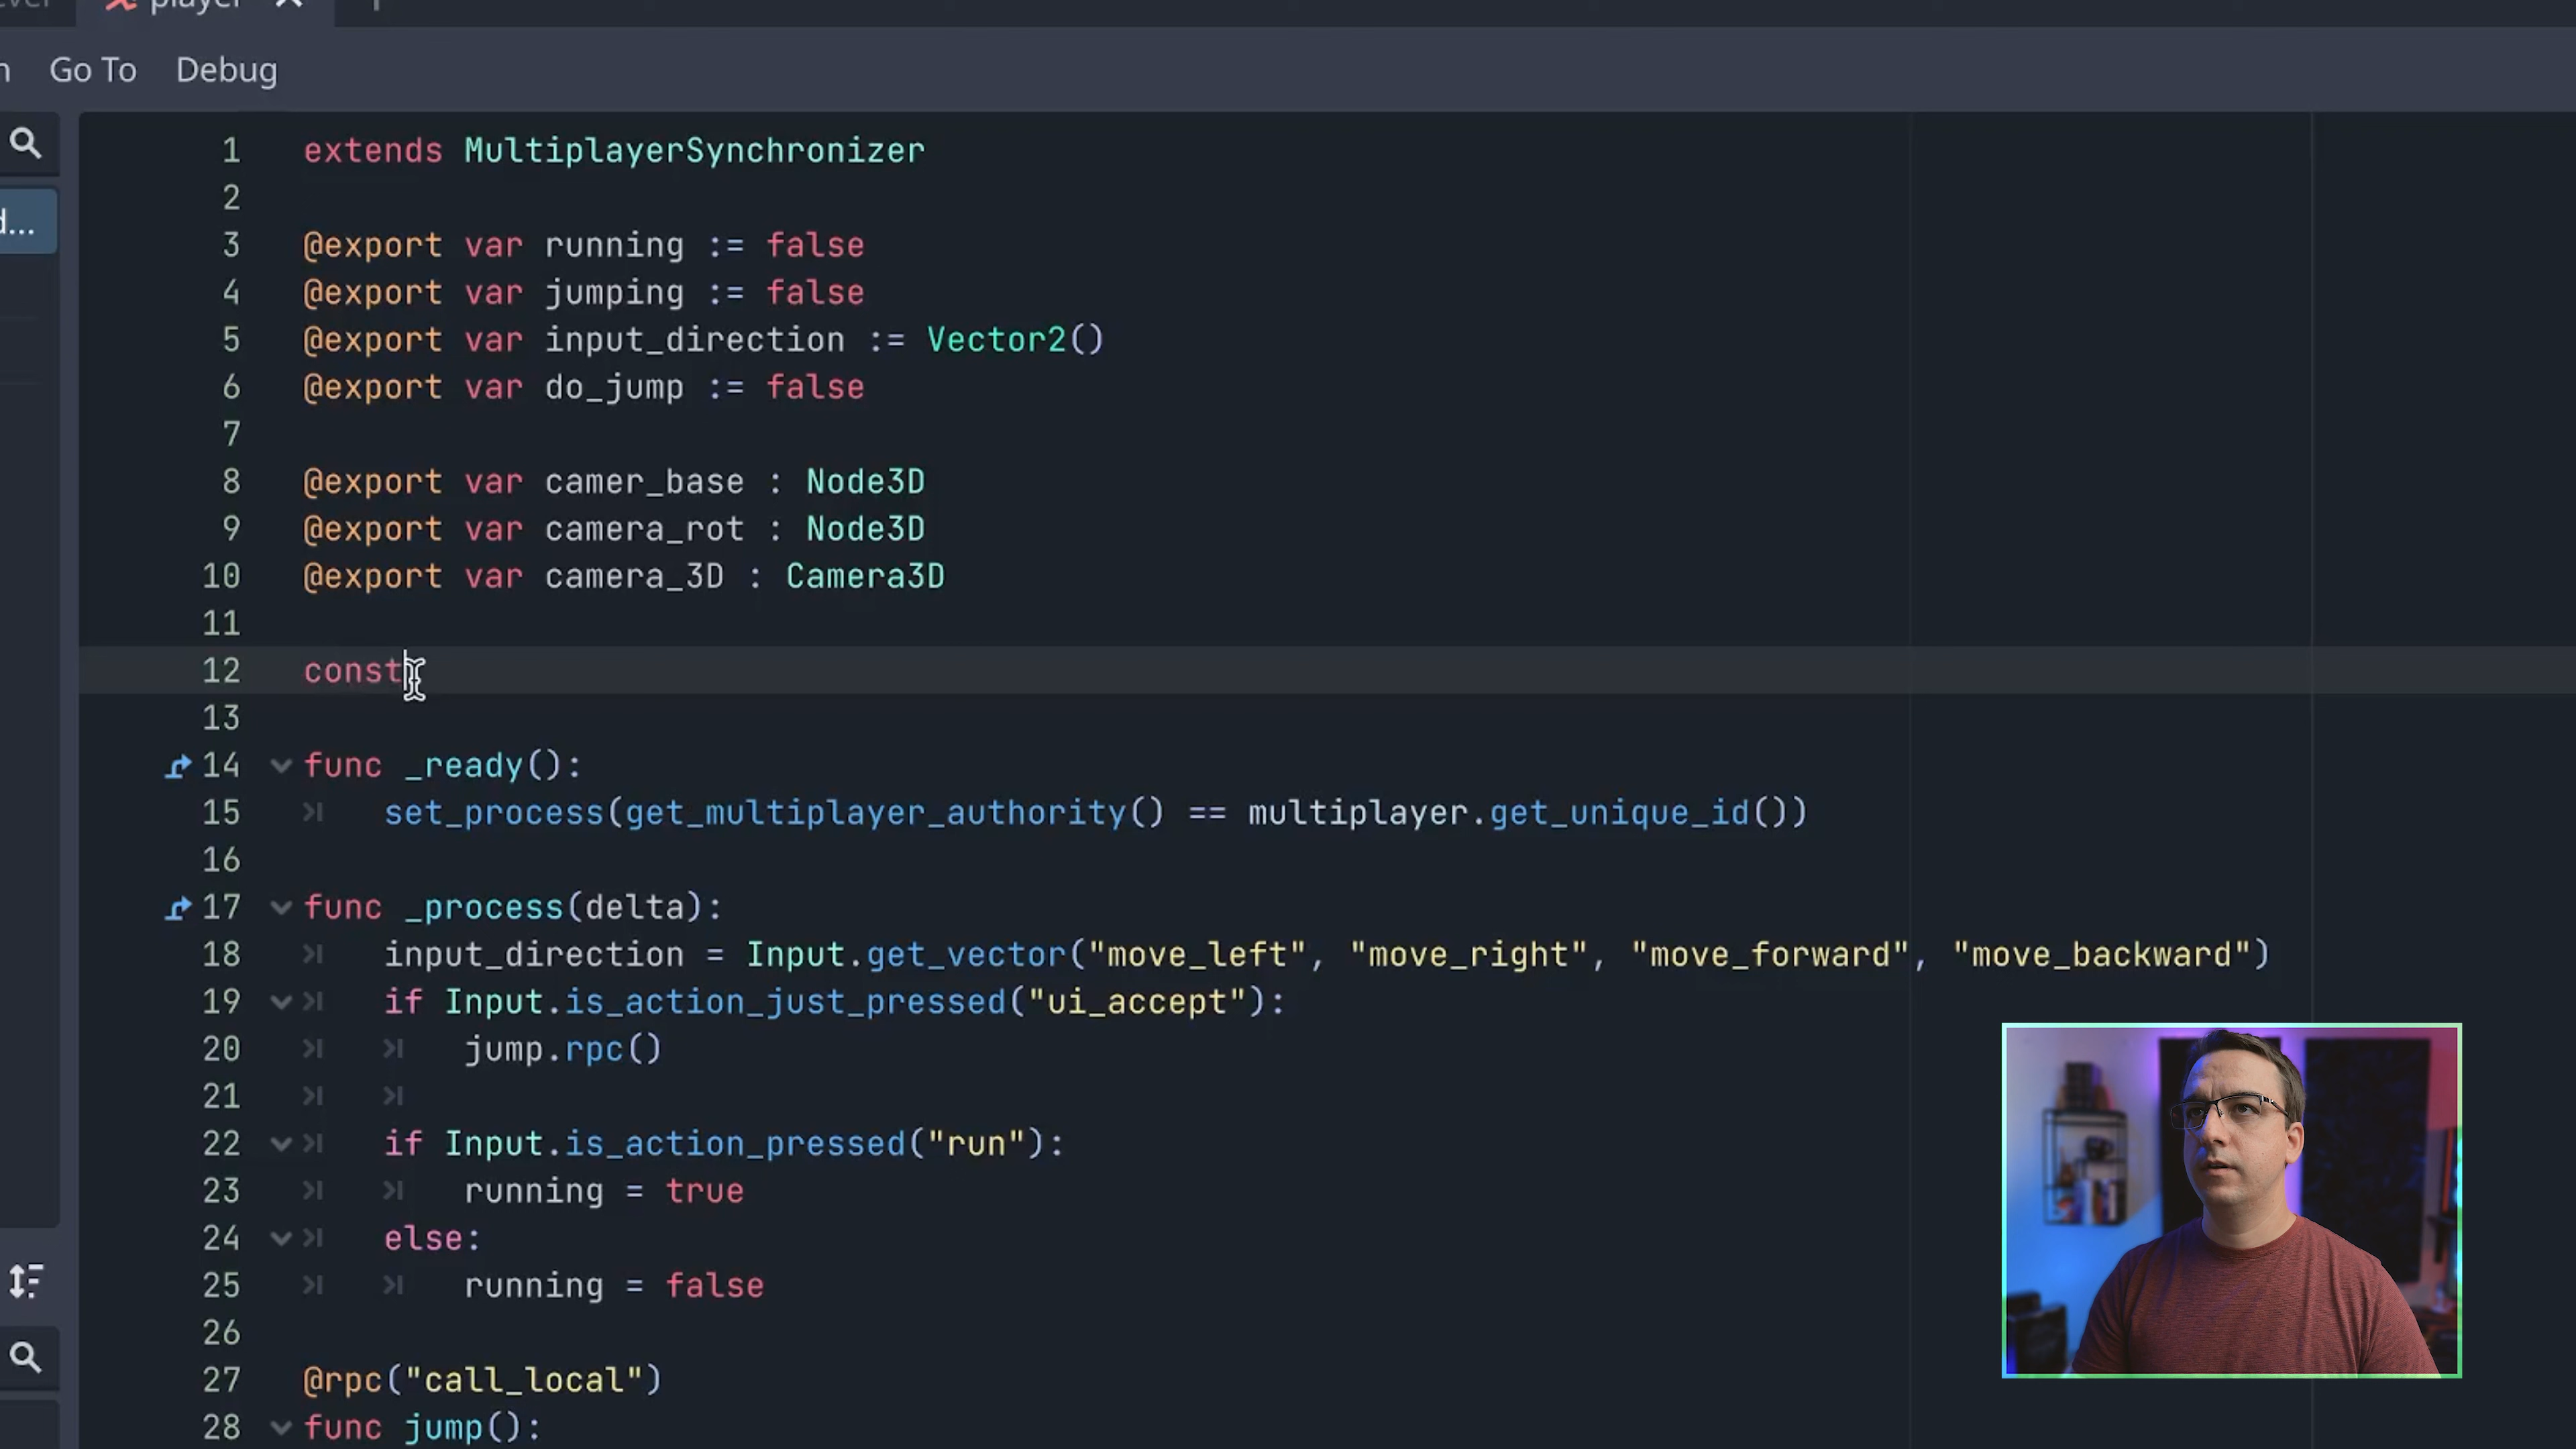 player
Go To Debug
d...
1 extends MultiplayerSynchronizer
2
3 @export var running := false
4 @export var jumping := false
5 @export var input_direction := Vector2()
6 @export var do_jump := false
7
8 @export var camer_base : Node3D
9 @export var camera_rot : Node3D
10 @export var camera_3D : Camera3D
11
12 const
13
14 func _ready():
15 set_process(get_multiplayer_authority() == multiplayer.get_unique_id())
16
17 func _process(delta):
18 input_direction = Input.get_vector("move_left", "move_right", "move_forward", "move_backward")
19 if Input.is_action_just_pressed("ui_accept"):
20 jump.rpc()
21
22 if Input.is_action_pressed("run"):
23 running = true
24 else:
25 running = false
26
27 @rpc("call_local")
28 func jump():